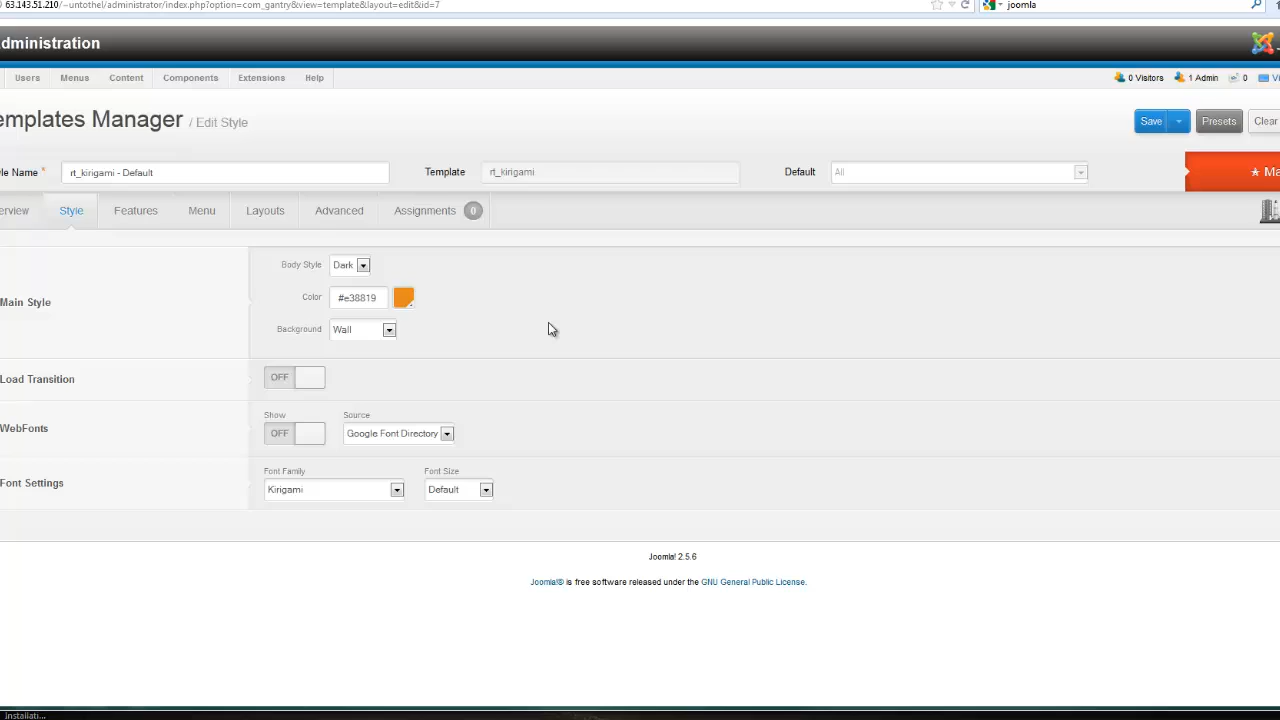 63.143.51.210/~untothel/administrator/index.php?option=com_gantry&view=template&layout=edit&id=7
joomla
dministration
Users Menus Content Components Extensions Help
0 Visitors 1 Admin 0 Vi
emplates Manager / Edit Style
Save Presets Clear
le Name * rt_kirigami - Default Template rt_kirigami Default All ★ Ma
erview Style Features Menu Layouts Advanced Assignments 0
Main Style
Body Style Dark
Color #e38819
Background Wall
Load Transition OFF
WebFonts
Show Source
OFF Google Font Directory
Font Settings
Font Family Font Size
Kirigami Default
Joomla! 2.5.6
Joomla!® is free software released under the GNU General Public License.
Installati...